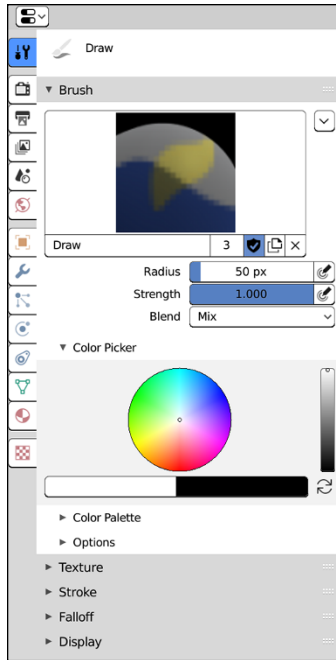 Draw
Brush
Draw 3
Radius 50 px
Strength 1.000
Blend Mix
Color Picker
Color Palette
Options
Texture
Stroke
Falloff
Display